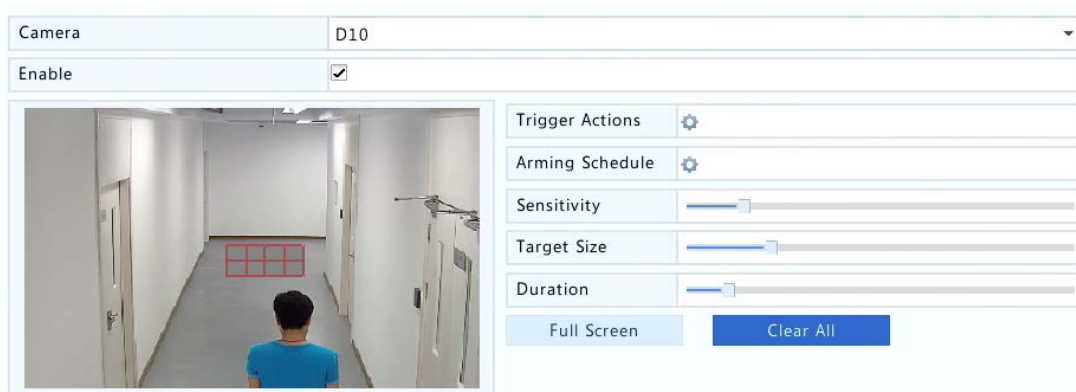 Camera
D10
Enable
Trigger Actions
Arming Schedule
Sensitivity
Target Size
Duration
Full Screen
Clear All